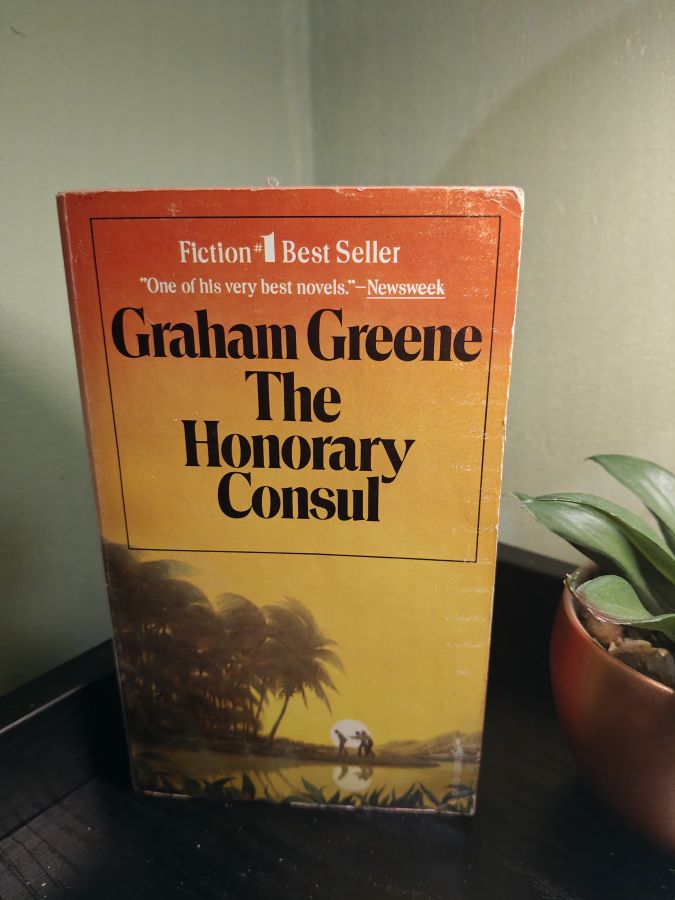 Fiction #1 Best Seller
"One of his very best novels."—Newsweek
Graham Greene
The
Honorary
Consul